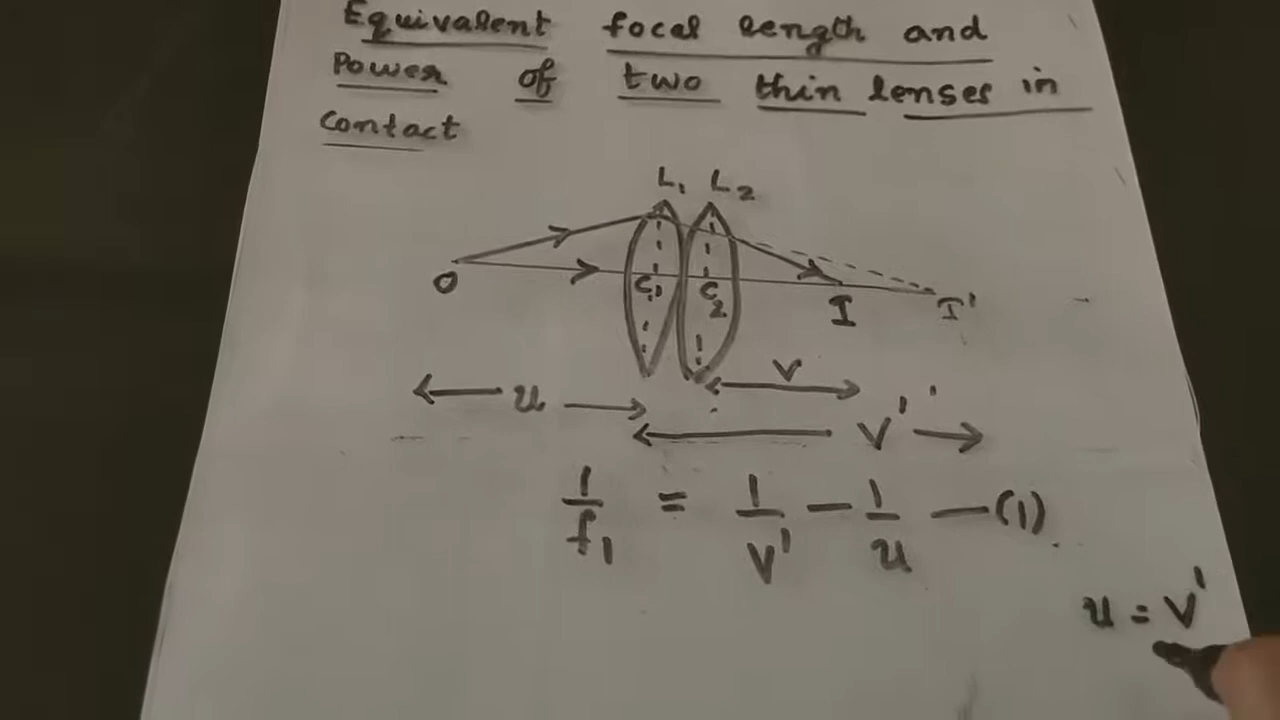 Equivalent focal length and
Power of two thin lenses in
Contact
L₁ L₂
O C₁ C₂ I I'
v
u
v'
1/f₁ = 1/v' - 1/u —(1)
u = v'